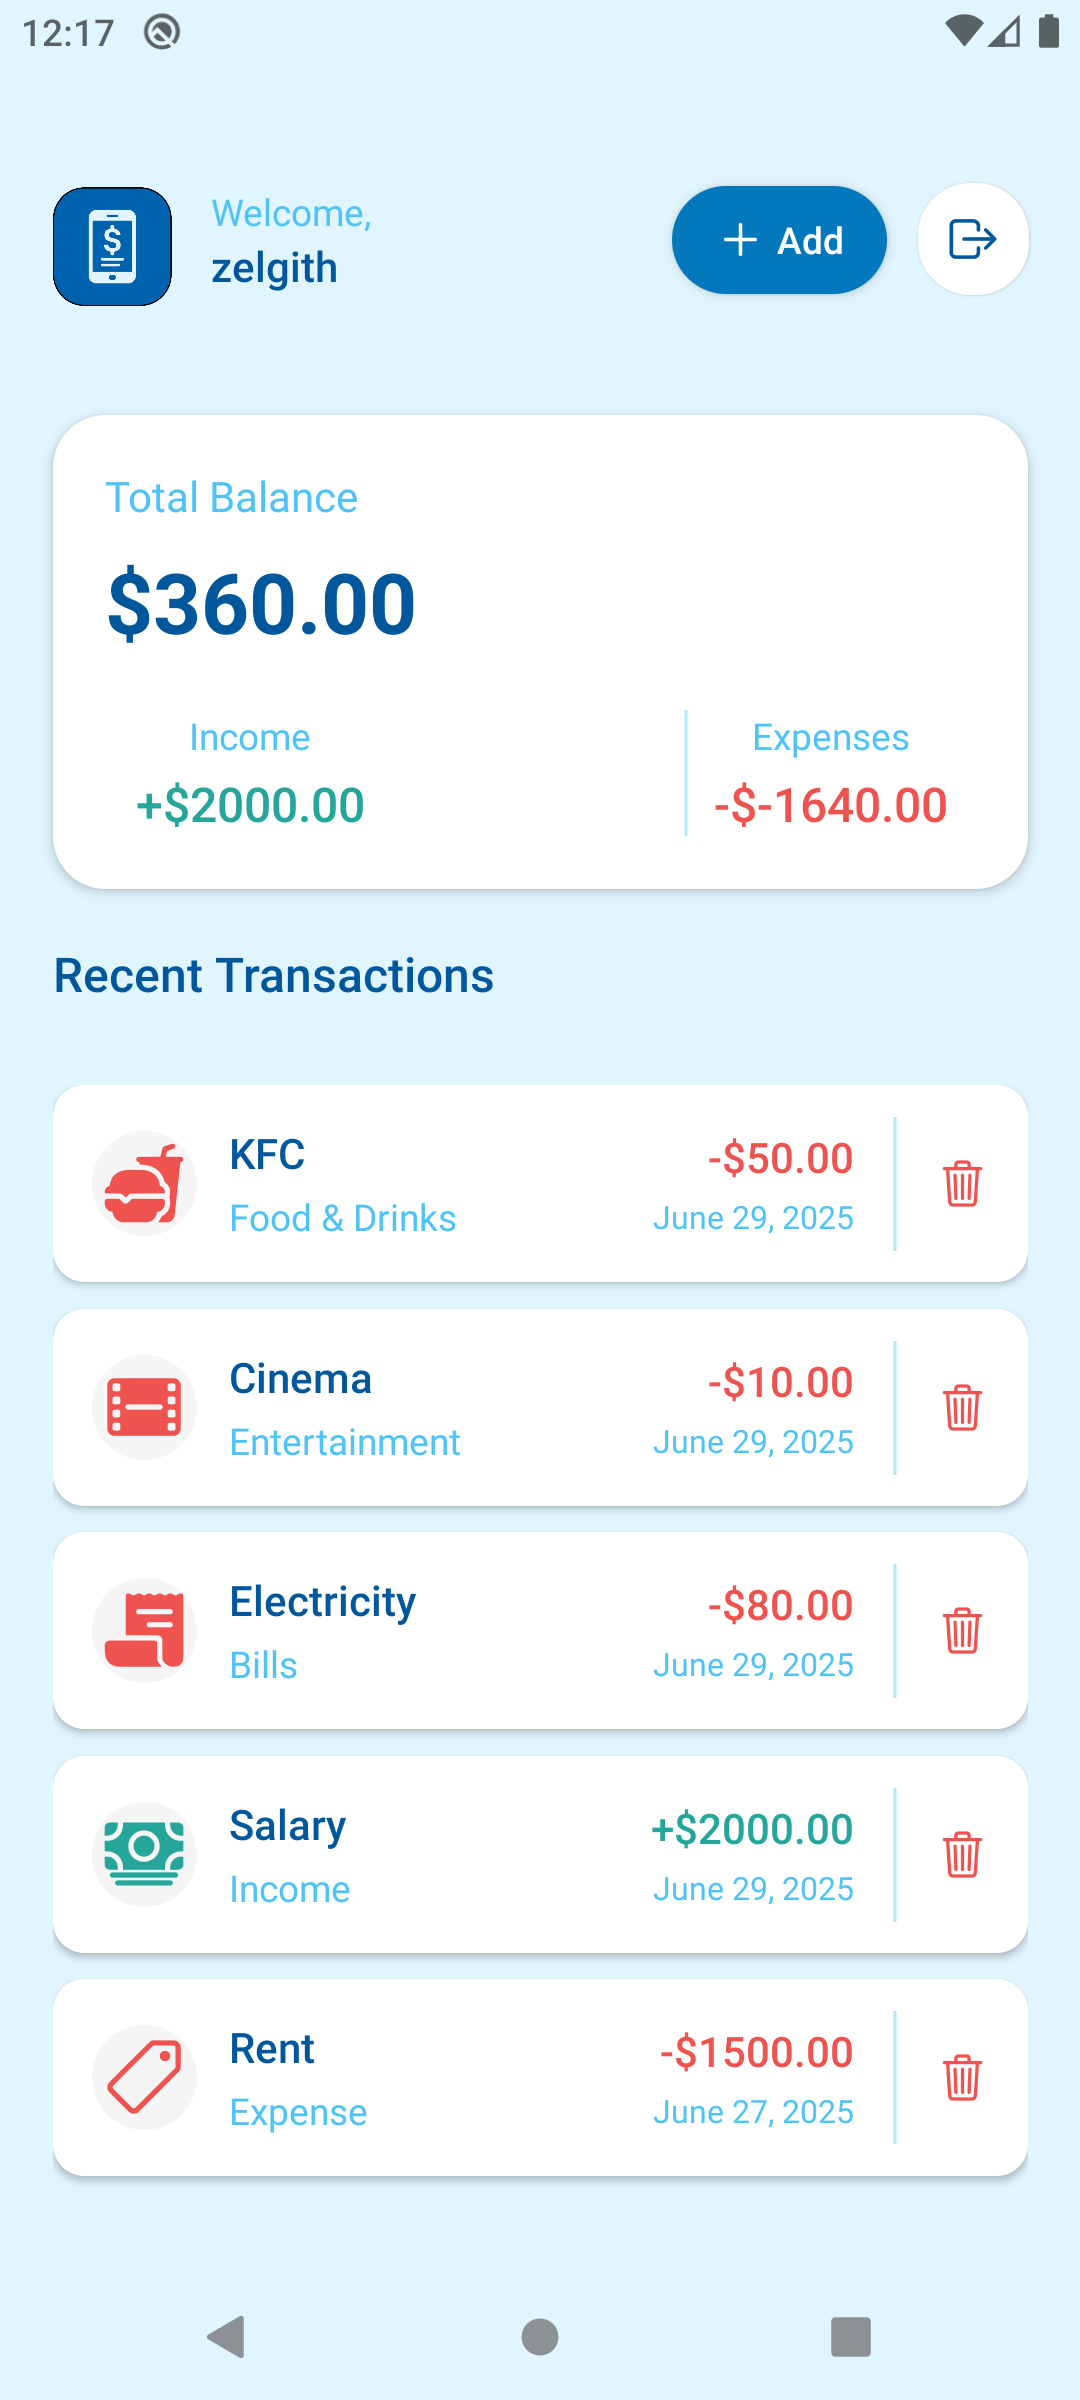 12:17
Welcome,
zelgith
Add
Total Balance
$360.00
Income
Expenses
+$2000.00
-$-1640.00
Recent Transactions
KFC
-$50.00
Food & Drinks
June 29, 2025
Cinema
-$10.00
Entertainment
June 29, 2025
Electricity
-$80.00
Bills
June 29, 2025
Salary
+$2000.00
Income
June 29, 2025
Rent
-$1500.00
Expense
June 27, 2025